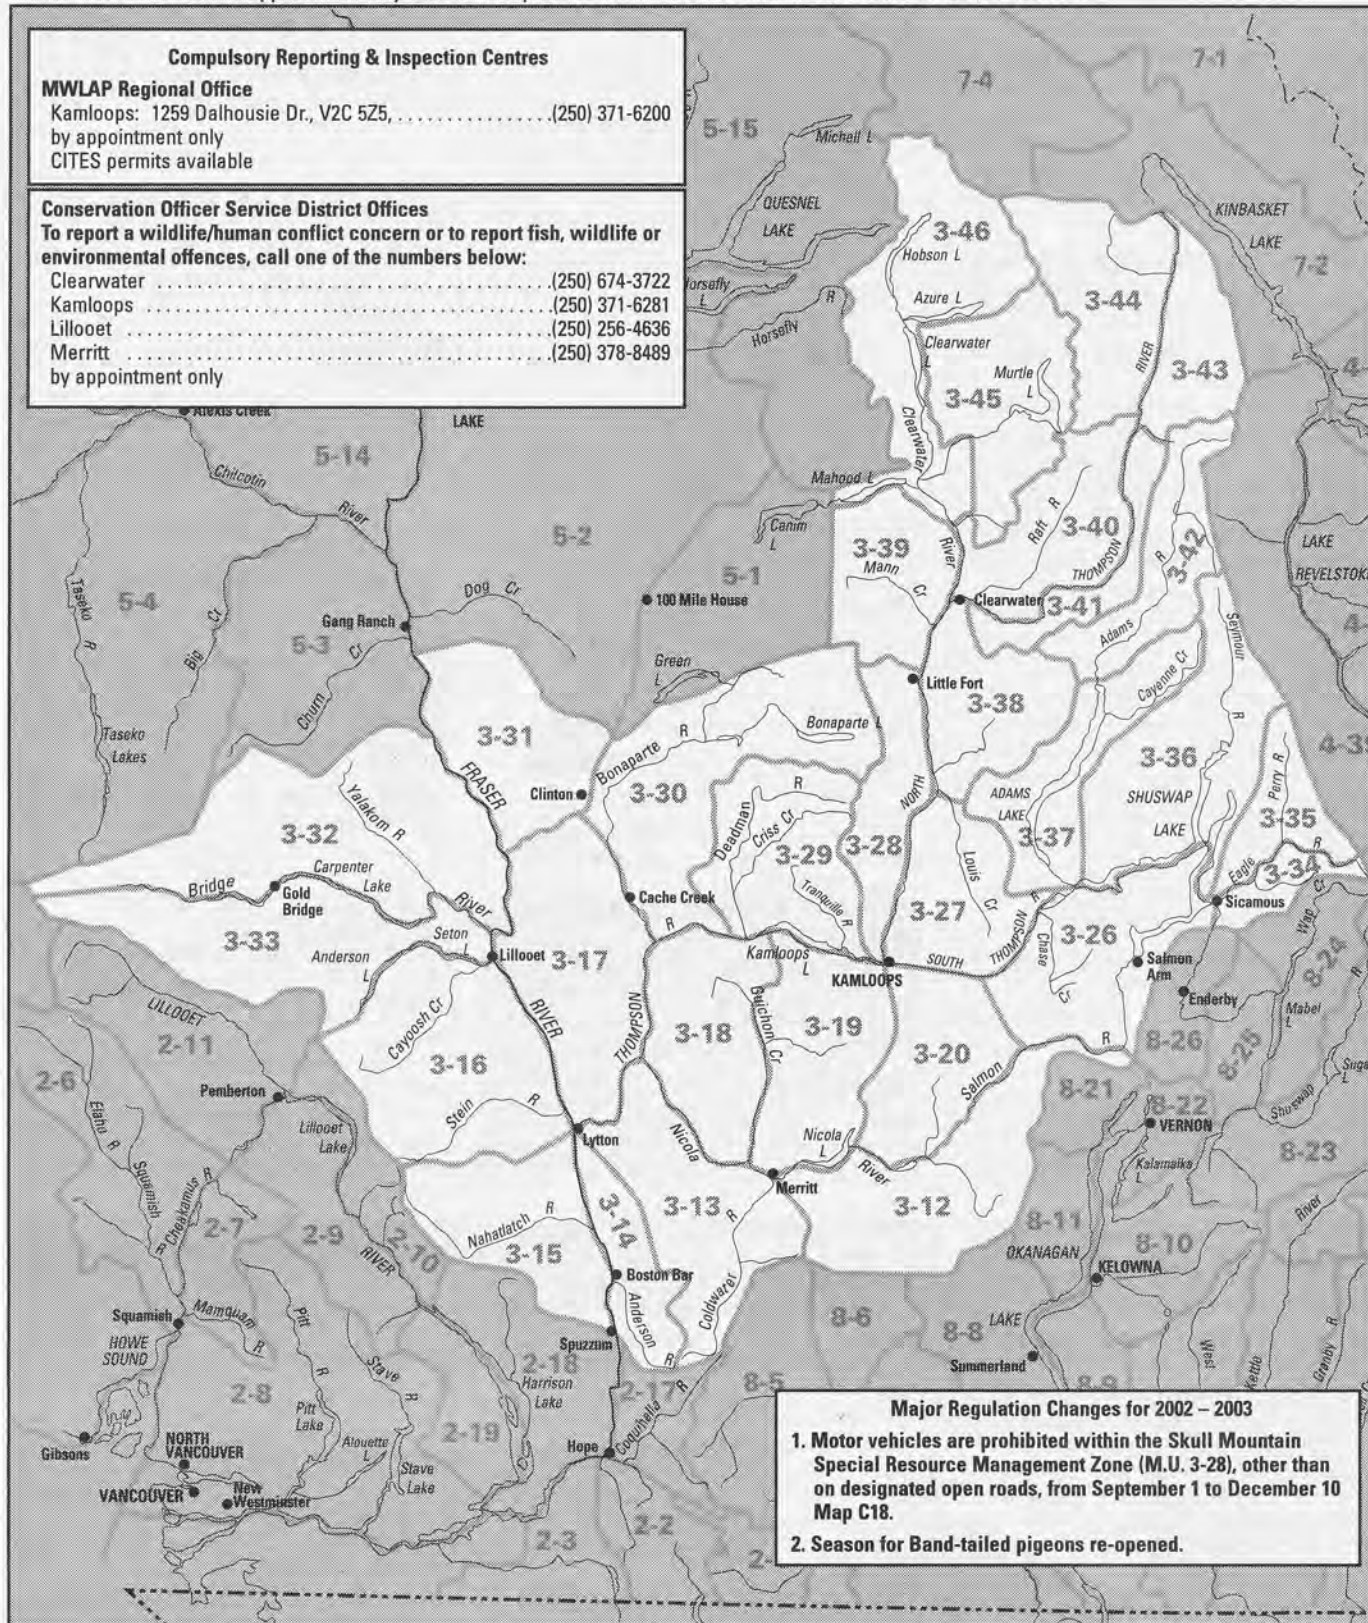 Compulsory Reporting & Inspection Centres
MWLAP Regional Office
Kamloops: 1259 Dalhousie Dr., V2C 5Z5, . . . . . . . . . . . . . . . . (250) 371-6200
by appointment only
CITES permits available
Conservation Officer Service District Offices
To report a wildlife/human conflict concern or to report fish, wildlife or
environmental offences, call one of the numbers below:
Clearwater . . . . . . . . . . (250) 674-3722
Kamloops . . . . . . . . . . (250) 371-6281
Lillooet . . . . . . . . . . (250) 256-4636
Merritt . . . . . . . . . . (250) 378-8489
by appointment only
7-1
7-4
5-15
Michell L
QUESNEL
LAKE
KINBASKET
LAKE
7-2
3-46
Hobson L
Azure L
3-44
Horsefly R
Clearwater
L
Murtle
L
3-45
RIVER
3-43
Alexis Creek
LAKE
5-14
Chilcotin
River
Clearwater
Mahood L
Canim
L
5-2
5-1
3-39
Mann
Cr
River
Raft R
3-40
THOMPSON
3-42
R
LAKE
REVELSTOKE
Taseko
R
5-4
Big Cr
5-3
Gang Ranch
Dog Cr
100 Mile House
Clearwater
3-41
Adams
Seymour
R
Churn Cr
Green
L
Little Fort
Cayenne Cr
Taseko
Lakes
3-31
Bonaparte L
3-38
FRASER
Bonaparte R
3-36
Clinton
3-30
NORTH
ADAMS
LAKE
SHUSWAP
LAKE
Perry R
Yalakom R
3-32
Deadman
R
Criss Cr
3-29
3-28
3-37
3-35
R
Carpenter
Lake
Bridge
Gold
Bridge
River
Cache Creek
Tranquille R
Louis
Cr
3-27
Eagle
3-34
Sicamous
Wap
Cr
3-33
Seton
L
Anderson
L
Lillooet
3-17
R
Kamloops
L
KAMLOOPS
SOUTH
THOMPSON
R
Chase
Cr
3-26
Salmon
Arm
8-24
Enderby
Mabel
L
LILLOOET
2-11
Cayoosh Cr
RIVER
THOMPSON
3-18
Guichon Cr
3-19
3-20
Salmon
R
8-26
8-25
Sugar
L
2-6
3-16
Pemberton
Elaho
R
Lillooet
Lake
Stein R
Lytton
Nicola
Nicola
L
River
8-21
8-22
VERNON
Shuswap
8-23
Kalamalka
L
Squamish
R
Cheakamus R
2-7
2-9
2-10
RIVER
Nahatlatch R
3-15
3-14
3-13
Merritt
3-12
8-11
8-10
River
OKANAGAN
KELOWNA
Boston Bar
Anderson
R
Coldwater R
Squamish
Mamquam
R
Pitt
R
Stave
R
Spuzzum
8-6
8-8
LAKE
Summerland
West
Kettle
Granby R
HOWE
SOUND
2-8
Pitt
Lake
2-18
Harrison
Lake
2-17
8-5
8-9
Gibsons
NORTH
VANCOUVER
Alouette
L
Stave
Lake
2-19
Hope
Coquihalla R
VANCOUVER
New
Westminster
2-3
2-2
Major Regulation Changes for 2002 – 2003
1. Motor vehicles are prohibited within the Skull Mountain
Special Resource Management Zone (M.U. 3-28), other than
on designated open roads, from September 1 to December 10
Map C18.
2. Season for Band-tailed pigeons re-opened.